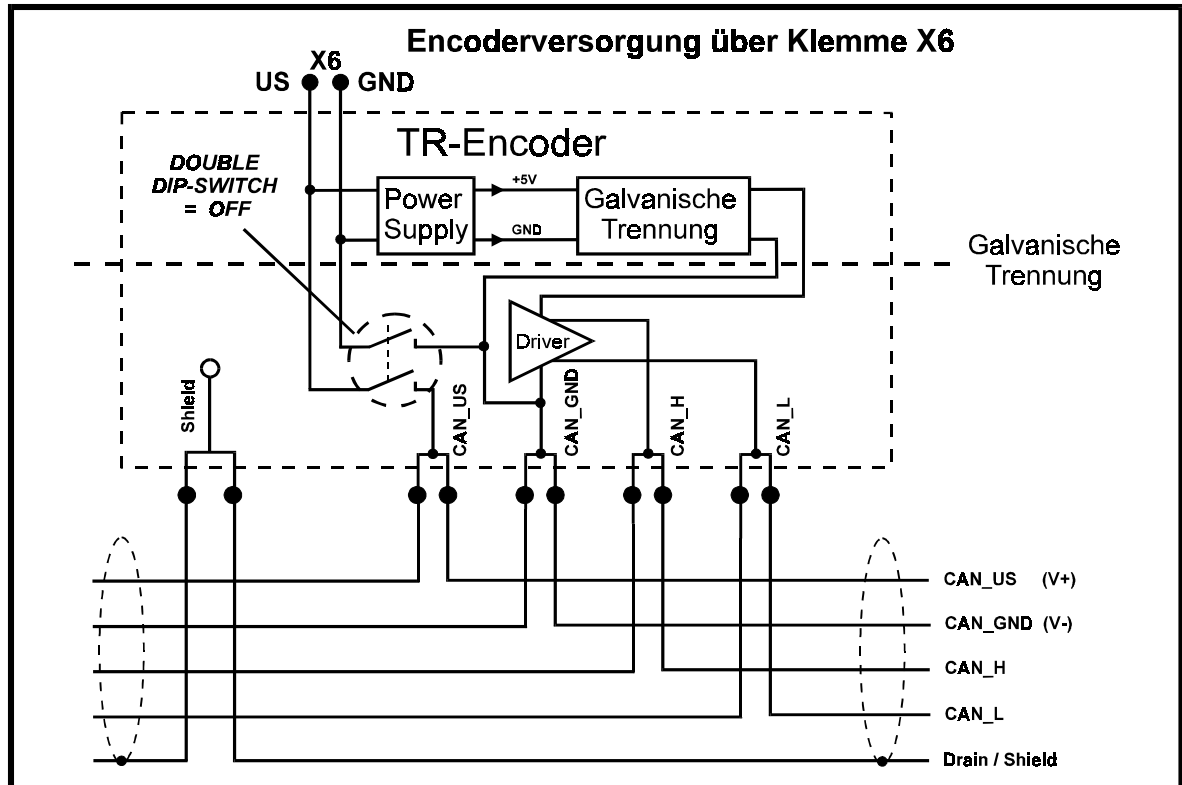 Encoderversorgung über Klemme X6
X6
US
GND
TR-Encoder
DOUBLE
DIP-SWITCH
= OFF
Power
Supply
+5V
GND
Galvanische
Trennung
Galvanische
Trennung
Driver
Shield
CAN_US
CAN_GND
CAN_H
CAN_L
CAN_US (V+)
CAN_GND (V-)
CAN_H
CAN_L
Drain / Shield